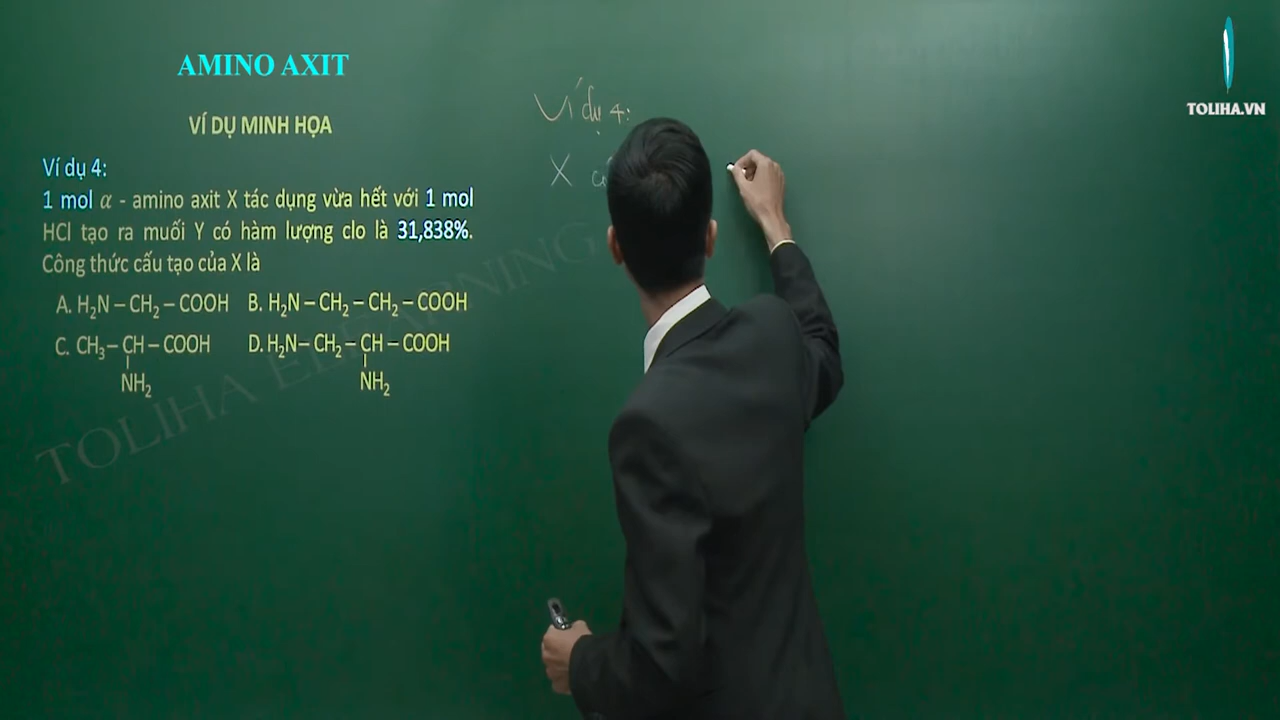 AMINO AXIT
VÍ DỤ MINH HỌA
Ví dụ 4:
1 mol α - amino axit X tác dụng vừa hết với 1 mol
HCl tạo ra muối Y có hàm lượng clo là 31,838%.
Công thức cấu tạo của X là
A. H₂N – CH₂ – COOH B. H₂N – CH₂ – CH₂ – COOH
C. CH₃ – CH – COOH D. H₂N – CH₂ – CH – COOH
NH₂ NH₂
Ví dụ 4:
X
TOLIHA.VN
TOLIHA ELEARNING